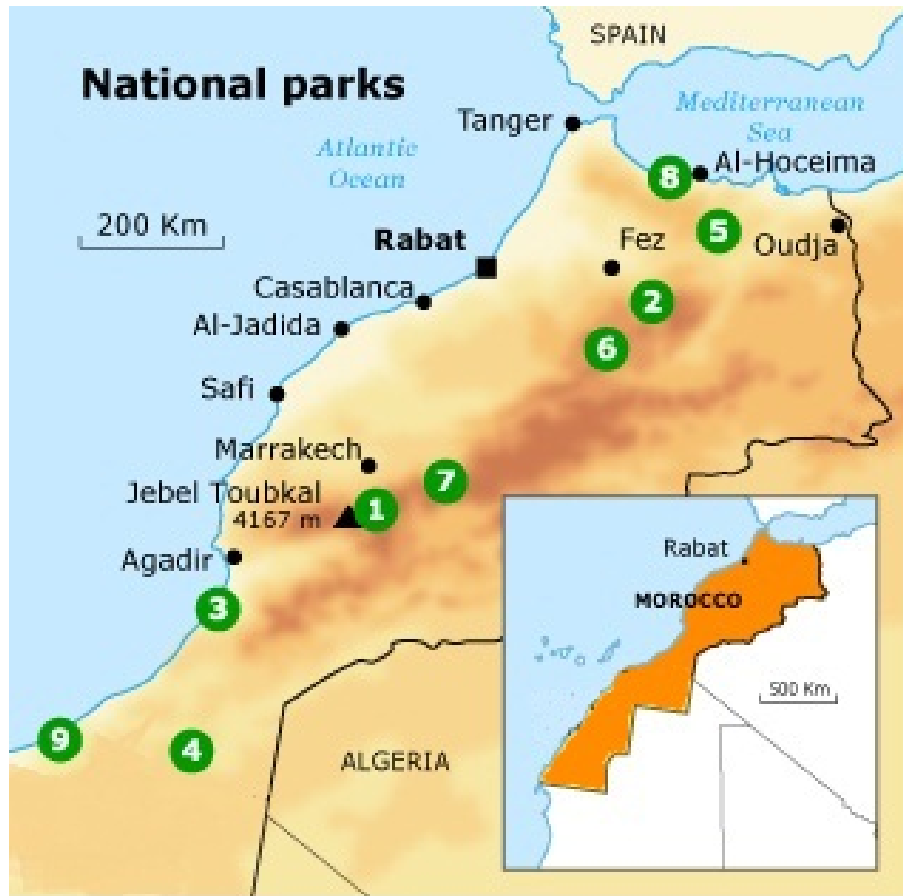 SPAIN
National parks
Mediterranean
Sea
Tanger
Atlantic
Ocean
Al-Hoceima
8
200 Km
5
Rabat
Fez
Oudja
Casablanca
2
Al-Jadida
6
Safi
Marrakech
7
Jebel Toubkal
4167 m
1
Agadir
Rabat
3
MOROCCO
500 Km
9
4
ALGERIA